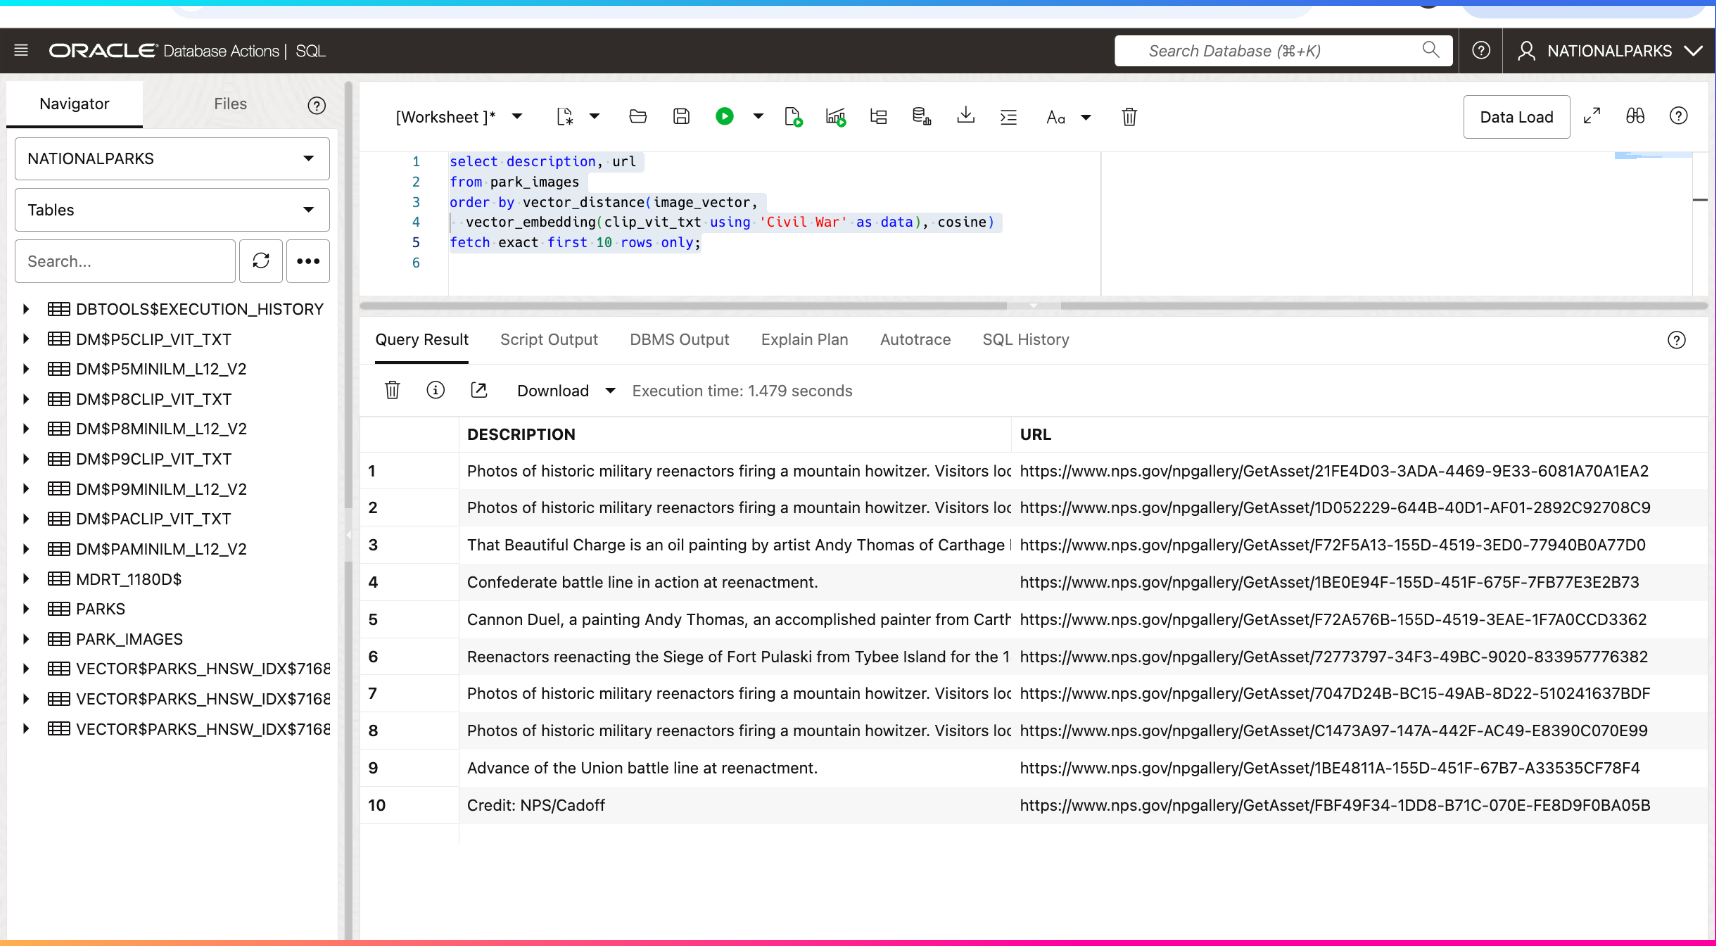 ORACLE Database Actions | SQL
Search Database (⌘+K)
NATIONALPARKS
Navigator
Files
NATIONALPARKS
Tables
Search...
DBTOOLS$EXECUTION_HISTORY
DM$P5CLIP_VIT_TXT
DM$P5MINILM_L12_V2
DM$P8CLIP_VIT_TXT
DM$P8MINILM_L12_V2
DM$P9CLIP_VIT_TXT
DM$P9MINILM_L12_V2
DM$PACLIP_VIT_TXT
DM$PAMINILM_L12_V2
MDRT_1180D$
PARKS
PARK_IMAGES
VECTOR$PARKS_HNSW_IDX$7168
VECTOR$PARKS_HNSW_IDX$7168
VECTOR$PARKS_HNSW_IDX$7168
[Worksheet ]*
Aa
Data Load
1 select description, url
2 from park_images
3 order by vector_distance(image_vector,
4 vector_embedding(clip_vit_txt using 'Civil War' as data), cosine)
5 fetch exact first 10 rows only;
6
Query Result
Script Output
DBMS Output
Explain Plan
Autotrace
SQL History
Download
Execution time: 1.479 seconds
DESCRIPTION URL
1 Photos of historic military reenactors firing a mountain howitzer. Visitors loc https://www.nps.gov/npgallery/GetAsset/21FE4D03-3ADA-4469-9E33-6081A70A1EA2
2 Photos of historic military reenactors firing a mountain howitzer. Visitors loc https://www.nps.gov/npgallery/GetAsset/1D052229-644B-40D1-AF01-2892C92708C9
3 That Beautiful Charge is an oil painting by artist Andy Thomas of Carthage https://www.nps.gov/npgallery/GetAsset/F72F5A13-155D-4519-3ED0-77940B0A77D0
4 Confederate battle line in action at reenactment. https://www.nps.gov/npgallery/GetAsset/1BE0E94F-155D-451F-675F-7FB77E3E2B73
5 Cannon Duel, a painting Andy Thomas, an accomplished painter from Carth https://www.nps.gov/npgallery/GetAsset/F72A576B-155D-4519-3EAE-1F7A0CCD3362
6 Reenactors reenacting the Siege of Fort Pulaski from Tybee Island for the 1 https://www.nps.gov/npgallery/GetAsset/72773797-34F3-49BC-9020-833957776382
7 Photos of historic military reenactors firing a mountain howitzer. Visitors loc https://www.nps.gov/npgallery/GetAsset/7047D24B-BC15-49AB-8D22-510241637BDF
8 Photos of historic military reenactors firing a mountain howitzer. Visitors loc https://www.nps.gov/npgallery/GetAsset/C1473A97-147A-442F-AC49-E8390C070E99
9 Advance of the Union battle line at reenactment. https://www.nps.gov/npgallery/GetAsset/1BE4811A-155D-451F-67B7-A33535CF78F4
10 Credit: NPS/Cadoff https://www.nps.gov/npgallery/GetAsset/FBF49F34-1DD8-B71C-070E-FE8D9F0BA05B